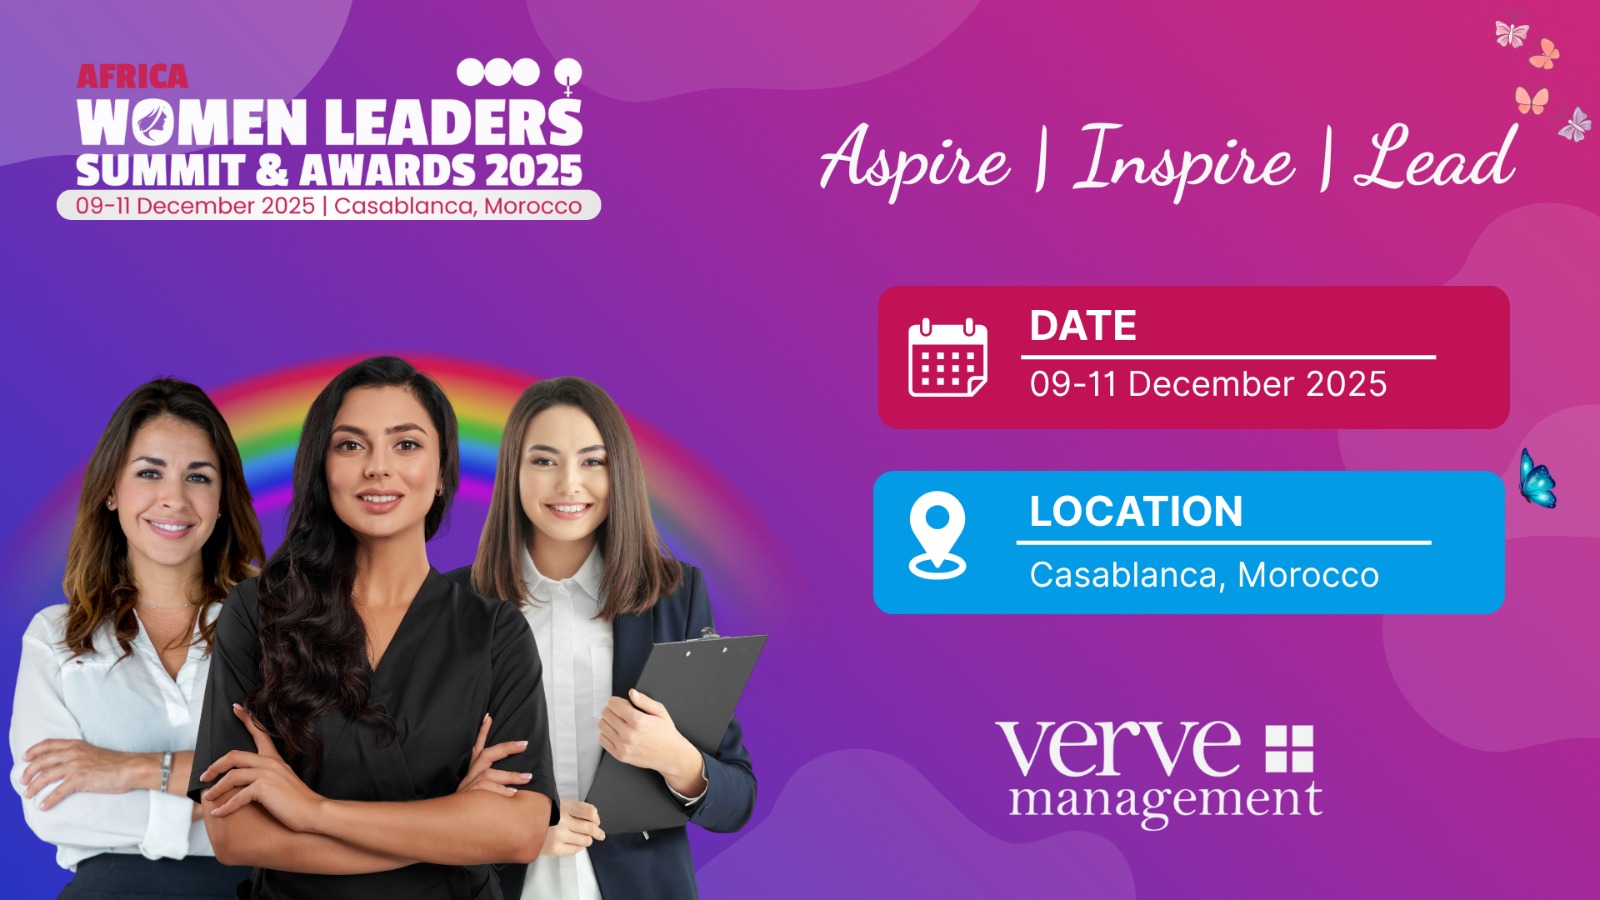 AFRICA
WOMEN LEADERS
SUMMIT & AWARDS 2025
09-11 December 2025 | Casablanca, Morocco
Aspire | Inspire | Lead
DATE
09-11 December 2025
LOCATION
Casablanca, Morocco
verve
management